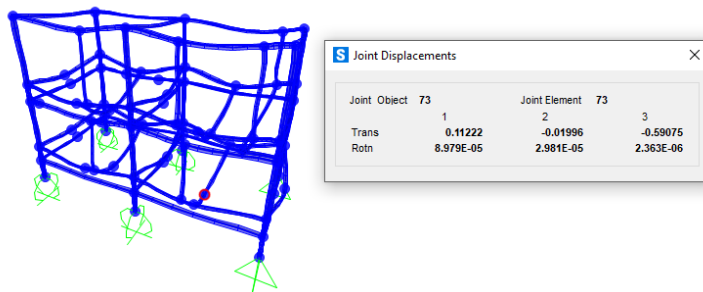 S Joint Displacements
Joint Object 73 Joint Element 73
1 2 3
Trans 0.11222 -0.01996 -0.59075
Rotn 8.979E-05 2.981E-05 2.363E-06